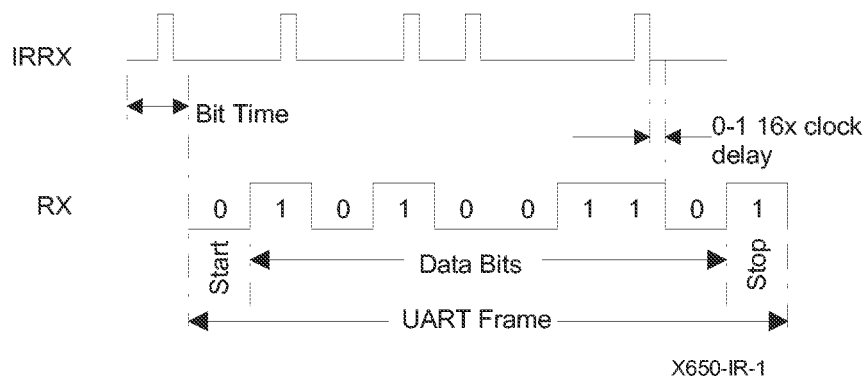 IRRX
Bit Time
0-1 16x clock
delay
RX
0 1 0 1 0 0 1 1 0 1
Start
Data Bits
Stop
UART Frame
X650-IR-1